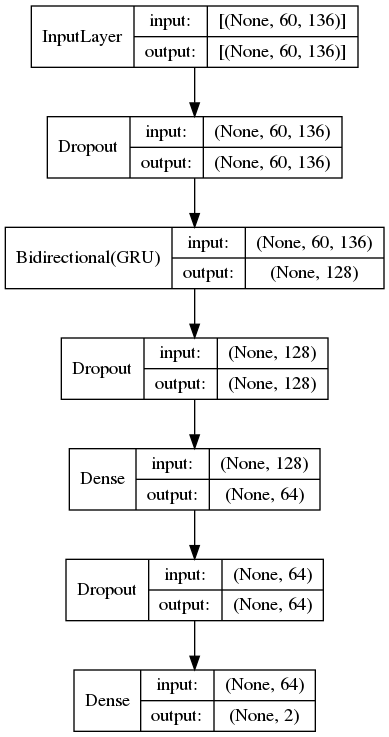 InputLayer
input: [(None, 60, 136)]
output: [(None, 60, 136)]
Dropout
input: (None, 60, 136)
output: (None, 60, 136)
Bidirectional(GRU)
input: (None, 60, 136)
output: (None, 128)
Dropout
input: (None, 128)
output: (None, 128)
Dense
input: (None, 128)
output: (None, 64)
Dropout
input: (None, 64)
output: (None, 64)
Dense
input: (None, 64)
output: (None, 2)